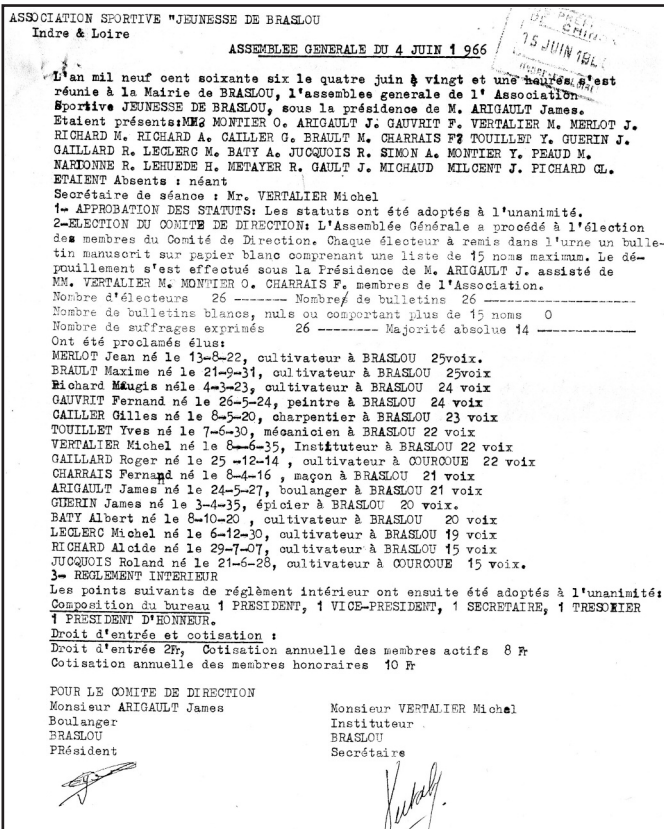 ASSOCIATION SPORTIVE "JEUNESSE DE BRASLOU
Indre & Loire
15 JUIN
ASSEMBLEE GENERALE DU 4 JUIN 1 966
L'an mil neuf cent soixante six le quatre juin à vingt et une heures s'est
réunie à la Mairie de BRASLOU, l'assemblee generale de l' Association
Sportive JEUNESSE DE BRASLOU, sous la présidence de M. ARIGAULT James.
Etaient présents:MM? MONTIER O. ARIGAULT J. GAUVRIT F. VERTALIER M. MERLOT J.
RICHARD M. RICHARD A. CAILLER G. BRAULT M. CHARRAIS F? TOUILLET Y. GUERIN J.
GAILLARD R. LECLERC M. BATY A. JUCQUOIS R. SIMON A. MONTIER Y. PEAUD M.
NARDONNE R. LEHUEDE H. METAYER R. GAULT J. MICHAUD MILCENT J. PICHARD CL.
ETAIENT Absents : néant
Secrétaire de séance : Mr. VERTALIER Michel
1- APPROBATION DES STATUTS: Les statuts ont été adoptés à l'unanimité.
2-ELECTION DU COMITE DE DIRECTION: L'Assemblée Générale a procédé à l'élection
des membres du Comité de Direction. Chaque électeur à remis dans l'urne un bulle-
tin manuscrit sur papier blanc comprenant une liste de 15 noms maximum. Le dé-
pouillement s'est effectué sous la Présidence de M. ARIGAULT J. assisté de
MM. VERTALIER M. MONTIER O. CHARRAIS F. membres de l'Association.
Nombre d'électeurs 26 ------- Nombre de bulletins 26 -------------------
Nombre de bulletins blancs, nuls ou comportant plus de 15 noms 0
Nombre de suffrages exprimés 26 -------- Majorité absolue 14 -------------
Ont été proclamés élus:
MERLOT Jean né le 13-8-22, cultivateur à BRASLOU 25voix.
BRAULT Maxime né le 21-9-31, cultivateur à BRASLOU 25voix
Richard Maugis néle 4-3-23, cultivateur à BRASLOU 24 voix
GAUVRIT Fernand né le 26-5-24, peintre à BRASLOU 24 voix
CAILLER Gilles né le 8-5-20, charpentier à BRASLOU 23 voix
TOUILLET Yves né le 7-6-30, mécanicien à BRASLOU 22 voix
VERTALIER Michel né le 8-6-35, Instituteur à BRASLOU 22 voix
GAILLARD Roger né le 25 -12-14 , cultivateur à COURCOUE 22 voix
CHARRAIS Fernand né le 8-4-16 , maçon à BRASLOU 21 voix
ARIGAULT James né le 24-5-27, boulanger à BRASLOU 21 voix
GUERIN James né le 3-4-35, épicier à BRASLOU 20 voix.
BATY Albert né le 8-10-20 , cultivateur à BRASLOU 20 voix
LECLERC Michel né le 6-12-30, cultivateur à BRASLOU 19 voix
RICHARD Alcide né le 29-7-07, cultivateur à BRASLOU 15 voix
JUCQUOIS Roland né le 21-6-28, cultivateur à COURCOUE 15 voix.
3- REGLEMENT INTERIEUR
Les points suivants de réglèment intérieur ont ensuite été adoptés à l'unanimité:
Composition du bureau 1 PRESIDENT, 1 VICE-PRESIDENT, 1 SECRETAIRE, 1 TRESORIER
1 PRESIDENT D'HONNEUR.
Droit d'entrée et cotisation :
Droit d'entrée 2Fr, Cotisation annuelle des membres actifs 8 Fr
Cotisation annuelle des membres honoraires 10 Fr
POUR LE COMITE DE DIRECTION
Monsieur ARIGAULT James Monsieur VERTALIER Michel
Boulanger Instituteur
BRASLOU BRASLOU
PRésident Secrétaire